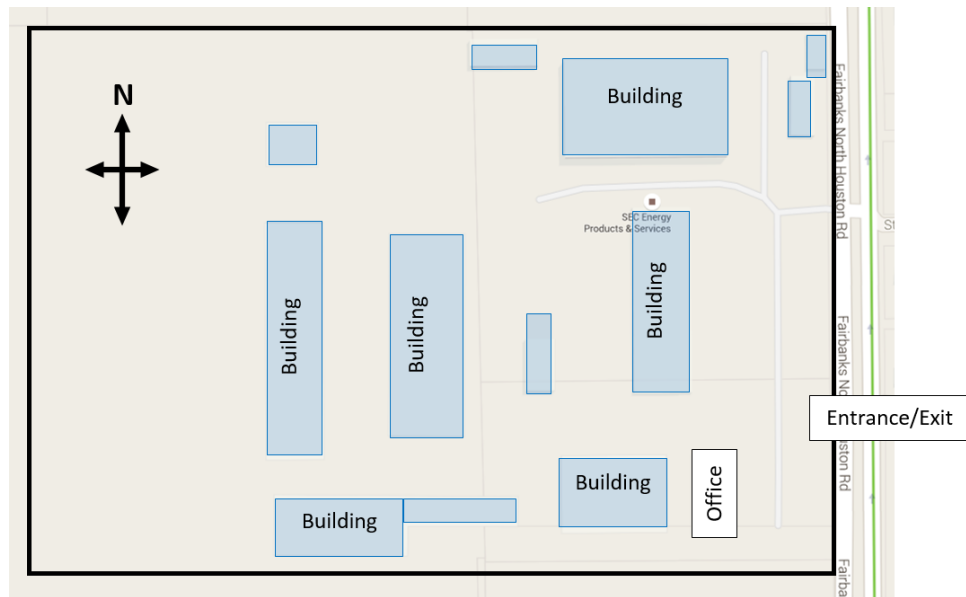 N
Building
Fairbanks North Houston Rd
SEC Energy
Products & Services
St
Building
Building
Building
Fairbanks No
uston Rd
Entrance/Exit
Building
Office
Building
Fairba